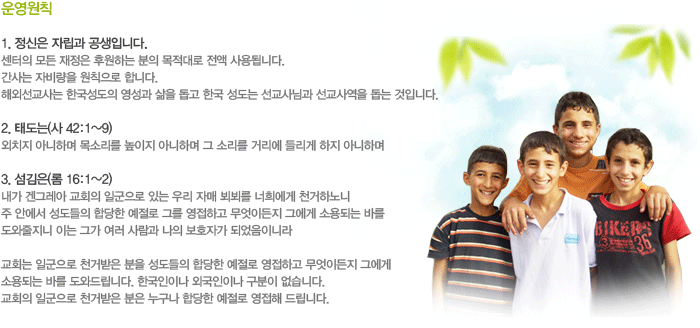 운영원칙
1. 정신은 자립과 공생입니다.
센터의 모든 재정은 후원하는 분의 목적대로 전액 사용됩니다.
간사는 자비량을 원칙으로 합니다.
해외선교사는 한국성도의 영성과 삶을 돕고 한국 성도는 선교사님과 선교사역을 돕는 것입니다.
2. 태도는(사 42:1~9)
외치지 아니하며 목소리를 높이지 아니하며 그 소리를 거리에 들리게 하지 아니하며
3. 섬김은(롬 16:1~2)
내가 겐그레아 교회의 일군으로 있는 우리 자매 뵈뵈를 너희에게 천거하노니
주 안에서 성도들의 합당한 예절로 그를 영접하고 무엇이든지 그에게 소용되는 바를
도와줄지니 이는 그가 여러 사람과 나의 보호자가 되었음이니라
교회는 일군으로 천거받은 분을 성도들의 합당한 예절로 영접하고 무엇이든지 그에게
소용되는 바를 도와드립니다. 한국인이나 외국인이나 구분이 없습니다.
교회의 일군으로 천거받은 분은 누구나 합당한 예절로 영접해 드립니다.
BIKERS
36